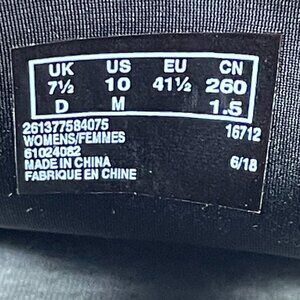 UK US EU CN
7½ 10 41½ 260
D M 1.5
261377584075 16712
WOMENS/FEMMES
61024082
MADE IN CHINA 6/18
FABRIQUE EN CHINE